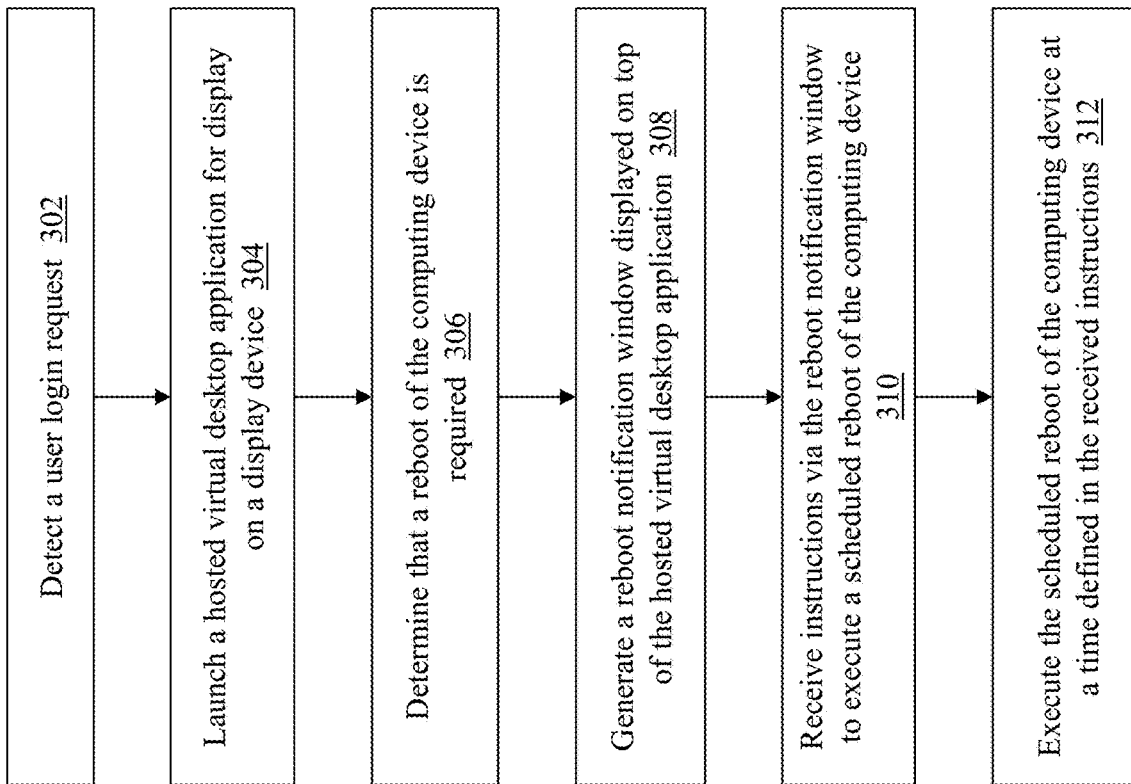 Detect a user login request 302
Launch a hosted virtual desktop application for display
on a display device 304
Determine that a reboot of the computing device is
required 306
Generate a reboot notification window displayed on top
of the hosted virtual desktop application 308
Receive instructions via the reboot notification window
to execute a scheduled reboot of the computing device
310
Execute the scheduled reboot of the computing device at
a time defined in the received instructions 312